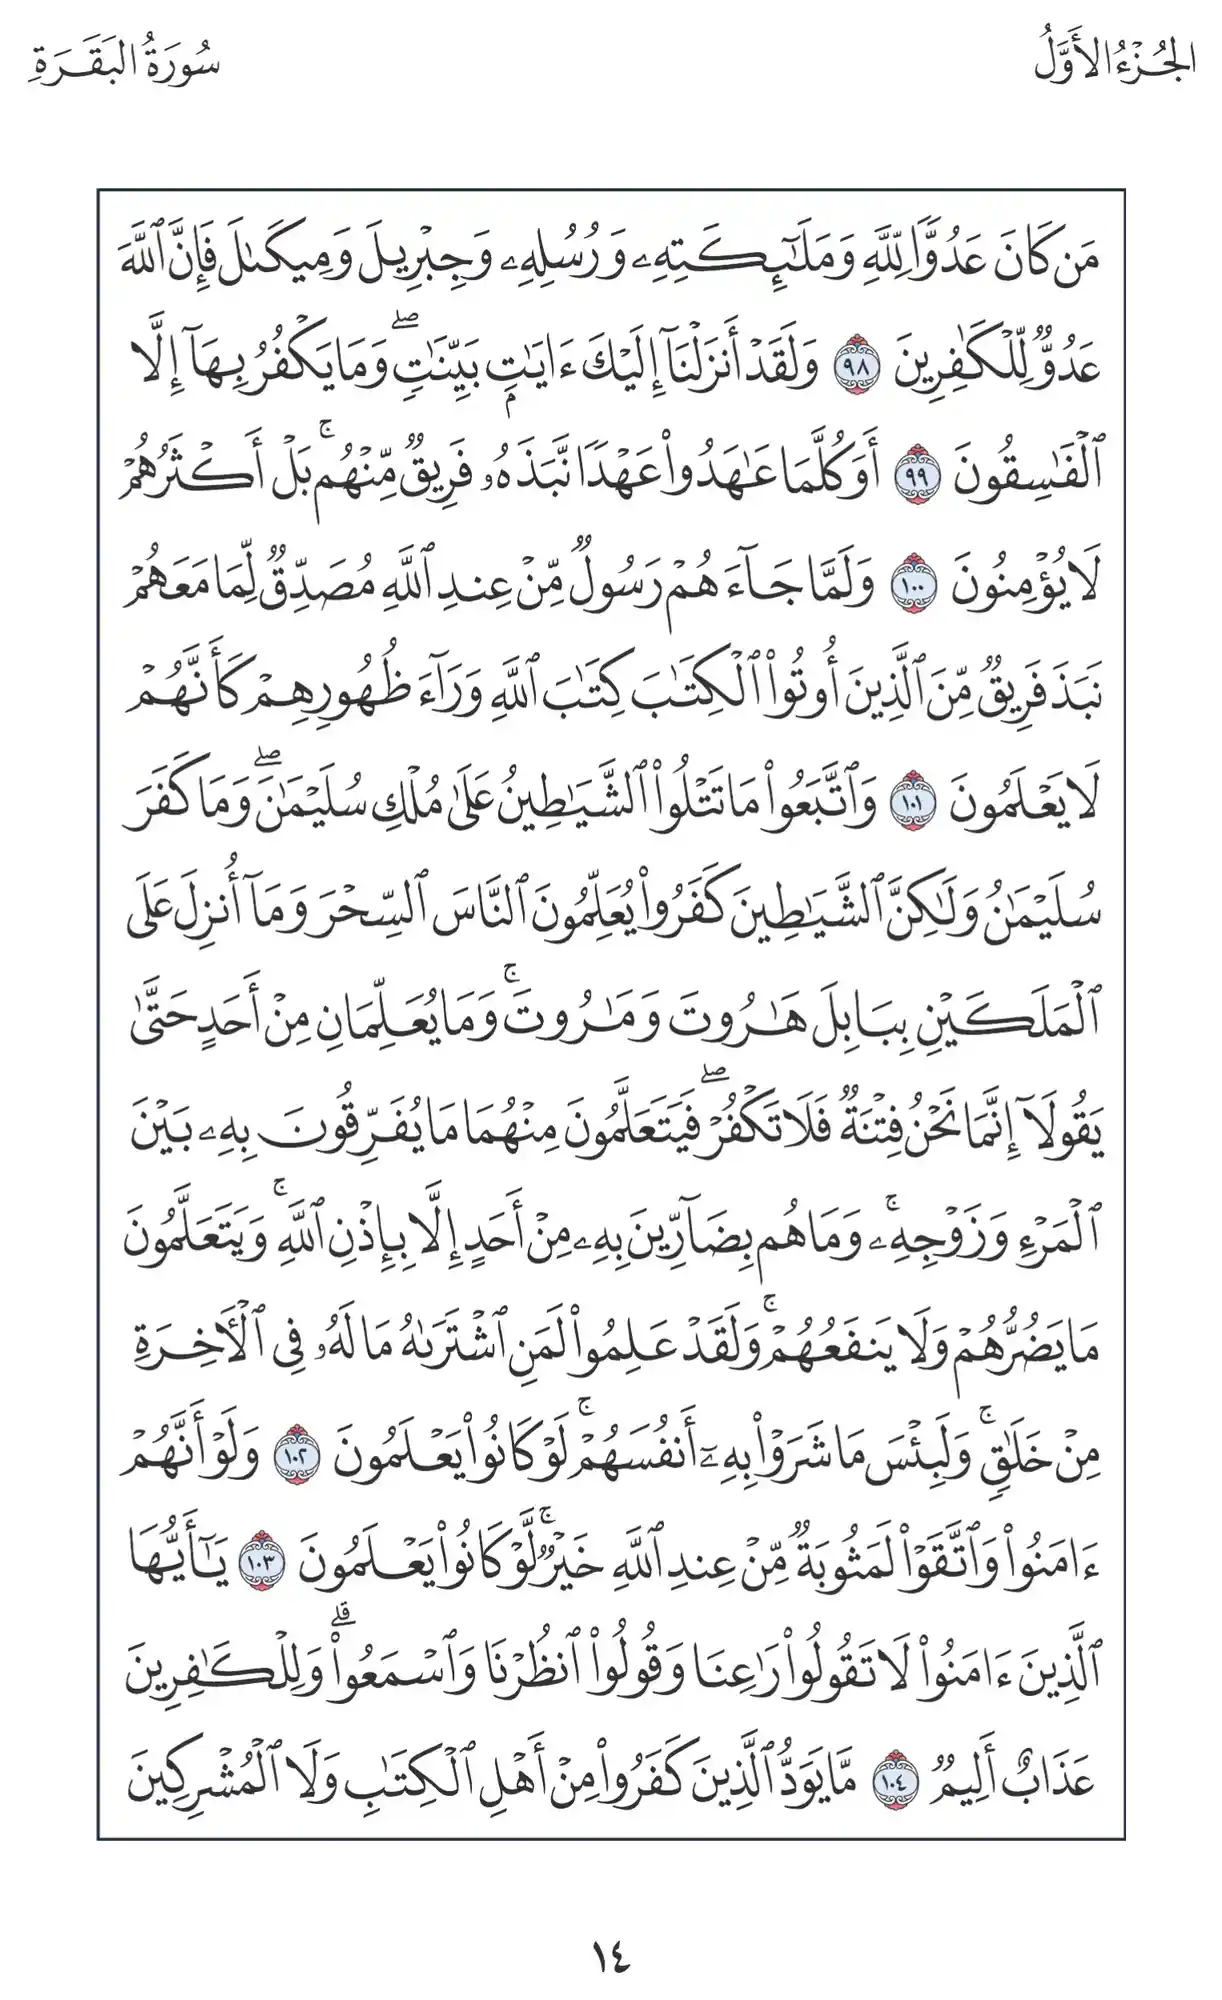 الجُزْءُ الأَوَّلُ
سُورَةُ البَقَرَةِ
مَن كَانَ عَدُوًّا لِّلَّهِ وَمَلَـٰٓئِكَتِهِۦ وَرُسُلِهِۦ وَجِبْرِيلَ وَمِيكَىٰلَ فَإِنَّ ٱللَّهَ
عَدُوٌّ لِّلْكَـٰفِرِينَ ٩٨ وَلَقَدْ أَنزَلْنَآ إِلَيْكَ ءَايَـٰتِۭ بَيِّنَـٰتٍ ۖ وَمَا يَكْفُرُ بِهَآ إِلَّا
ٱلْفَـٰسِقُونَ ٩٩ أَوَكُلَّمَا عَـٰهَدُوا۟ عَهْدًا نَّبَذَهُۥ فَرِيقٌ مِّنْهُم ۚ بَلْ أَكْثَرُهُمْ
لَا يُؤْمِنُونَ ١٠٠ وَلَمَّا جَآءَهُمْ رَسُولٌ مِّنْ عِندِ ٱللَّهِ مُصَدِّقٌ لِّمَا مَعَهُمْ
نَبَذَ فَرِيقٌ مِّنَ ٱلَّذِينَ أُوتُوا۟ ٱلْكِتَـٰبَ كِتَـٰبَ ٱللَّهِ وَرَآءَ ظُهُورِهِمْ كَأَنَّهُمْ
لَا يَعْلَمُونَ ١٠١ وَٱتَّبَعُوا۟ مَا تَتْلُوا۟ ٱلشَّيَـٰطِينُ عَلَىٰ مُلْكِ سُلَيْمَـٰنَ ۖ وَمَا كَفَرَ
سُلَيْمَـٰنُ وَلَـٰكِنَّ ٱلشَّيَـٰطِينَ كَفَرُوا۟ يُعَلِّمُونَ ٱلنَّاسَ ٱلسِّحْرَ وَمَآ أُنزِلَ عَلَى
ٱلْمَلَكَيْنِ بِبَابِلَ هَـٰرُوتَ وَمَـٰرُوتَ ۚ وَمَا يُعَلِّمَانِ مِنْ أَحَدٍ حَتَّىٰ
يَقُولَآ إِنَّمَا نَحْنُ فِتْنَةٌ فَلَا تَكْفُرْ ۖ فَيَتَعَلَّمُونَ مِنْهُمَا مَا يُفَرِّقُونَ بِهِۦ بَيْنَ
ٱلْمَرْءِ وَزَوْجِهِۦ ۚ وَمَا هُم بِضَآرِّينَ بِهِۦ مِنْ أَحَدٍ إِلَّا بِإِذْنِ ٱللَّهِ ۚ وَيَتَعَلَّمُونَ
مَا يَضُرُّهُمْ وَلَا يَنفَعُهُمْ ۚ وَلَقَدْ عَلِمُوا۟ لَمَنِ ٱشْتَرَىٰهُ مَا لَهُۥ فِى ٱلْـَٔاخِرَةِ
مِنْ خَلَـٰقٍ ۚ وَلَبِئْسَ مَا شَرَوْا۟ بِهِۦٓ أَنفُسَهُمْ ۚ لَوْ كَانُوا۟ يَعْلَمُونَ ١٠٢ وَلَوْ أَنَّهُمْ
ءَامَنُوا۟ وَٱتَّقَوْا۟ لَمَثُوبَةٌ مِّنْ عِندِ ٱللَّهِ خَيْرٌ ۚ لَّوْ كَانُوا۟ يَعْلَمُونَ ١٠٣ يَـٰٓأَيُّهَا
ٱلَّذِينَ ءَامَنُوا۟ لَا تَقُولُوا۟ رَٰعِنَا وَقُولُوا۟ ٱنظُرْنَا وَٱسْمَعُوا۟ ۗ وَلِلْكَـٰفِرِينَ
عَذَابٌ أَلِيمٌ ١٠٤ مَّا يَوَدُّ ٱلَّذِينَ كَفَرُوا۟ مِنْ أَهْلِ ٱلْكِتَـٰبِ وَلَا ٱلْمُشْرِكِينَ
١٤